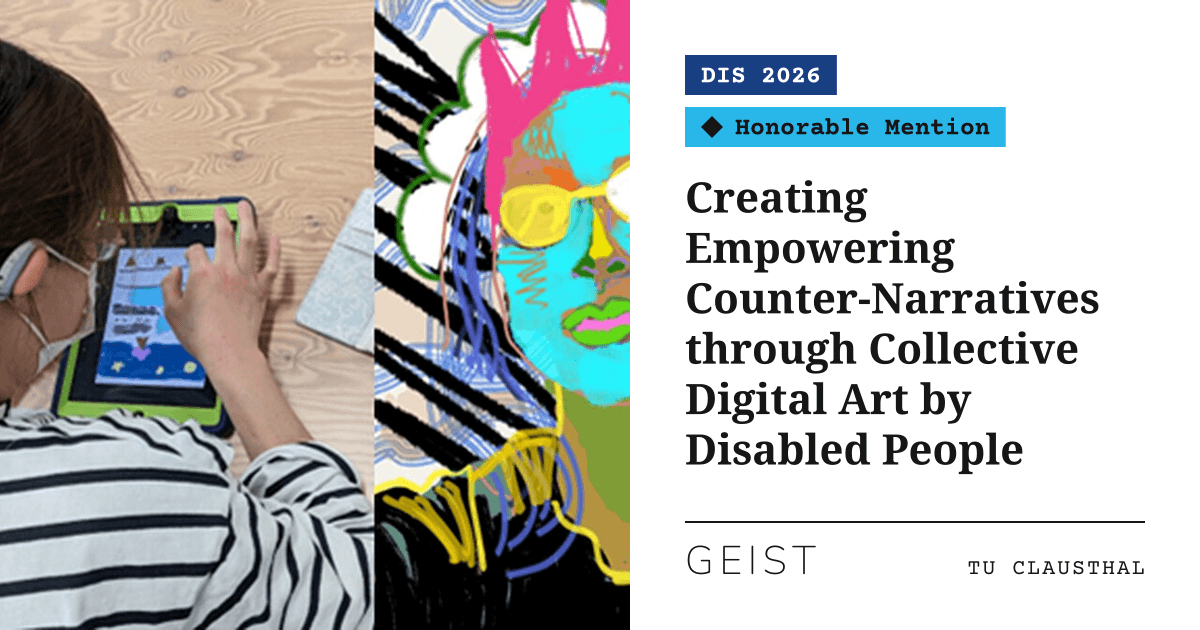 DIS 2026
◆ Honorable Mention
Creating
Empowering
Counter-Narratives
through Collective
Digital Art by
Disabled People
GEIST
TU CLAUSTHAL